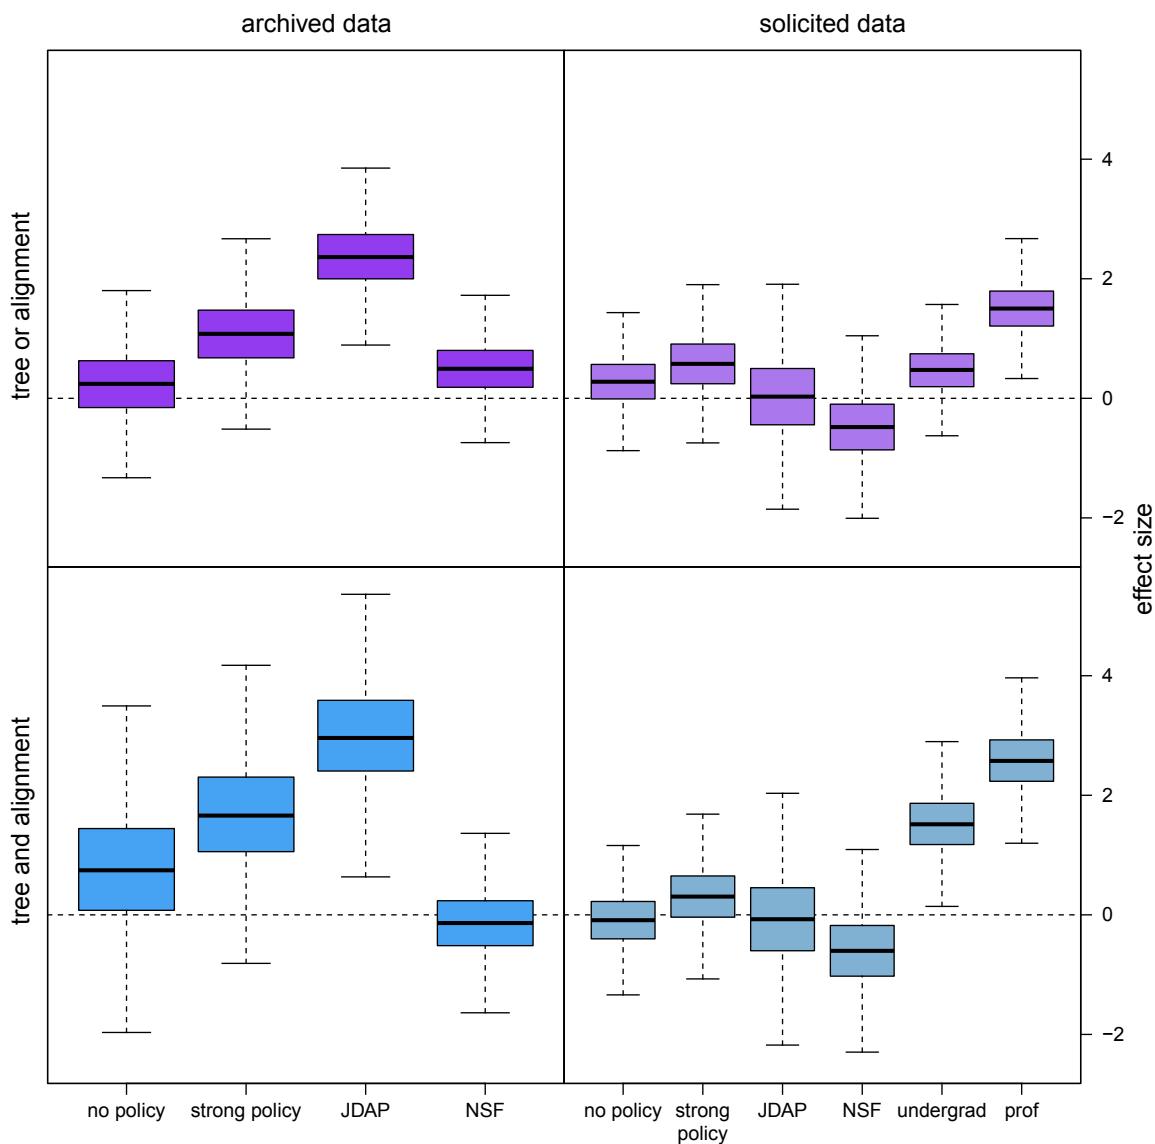 archived data
solicited data
tree or alignment
4
2
0
−2
effect size
tree and alignment
4
2
0
−2
no policy
strong policy
JDAP
NSF
no policy
strong
policy
JDAP
NSF
undergrad
prof